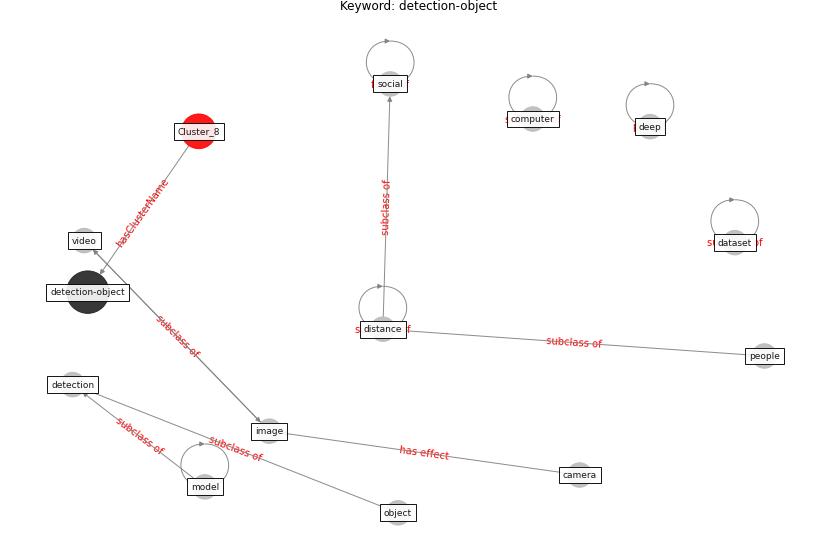 Keyword: detection-object
social
computer
deep
Cluster_8
hasClusterName
subclass of
video
dataset
detection-object
distance
subclass of
subclass of
people
detection
subclass of
image
subclass of
has effect
camera
model
object